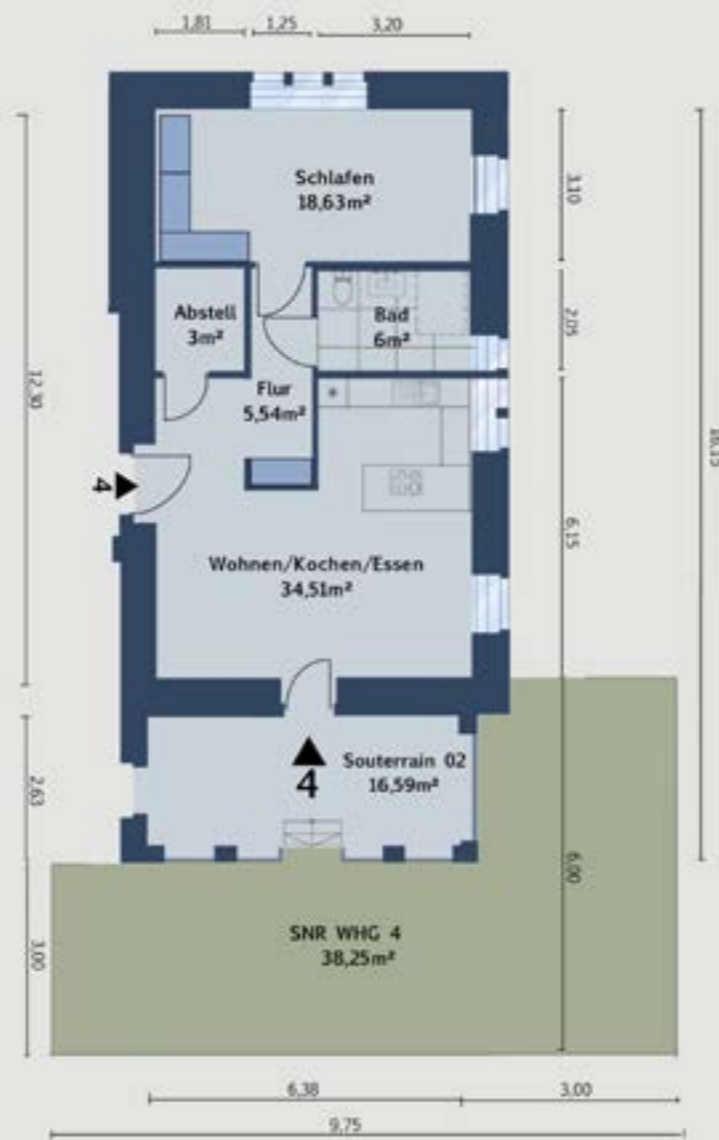 1,81 1,25 3,20
Schlafen
18,63m²
3,10
Abstell
3m²
Bad
6m²
2,05
12,30
Flur
5,54m²
4
Wohnen/Kochen/Essen
34,51m²
6,15
4
Souterrain 02
16,59m²
2,63
6,00
SNR WHG 4
38,25m²
3,00
6,38 3,00
9,75